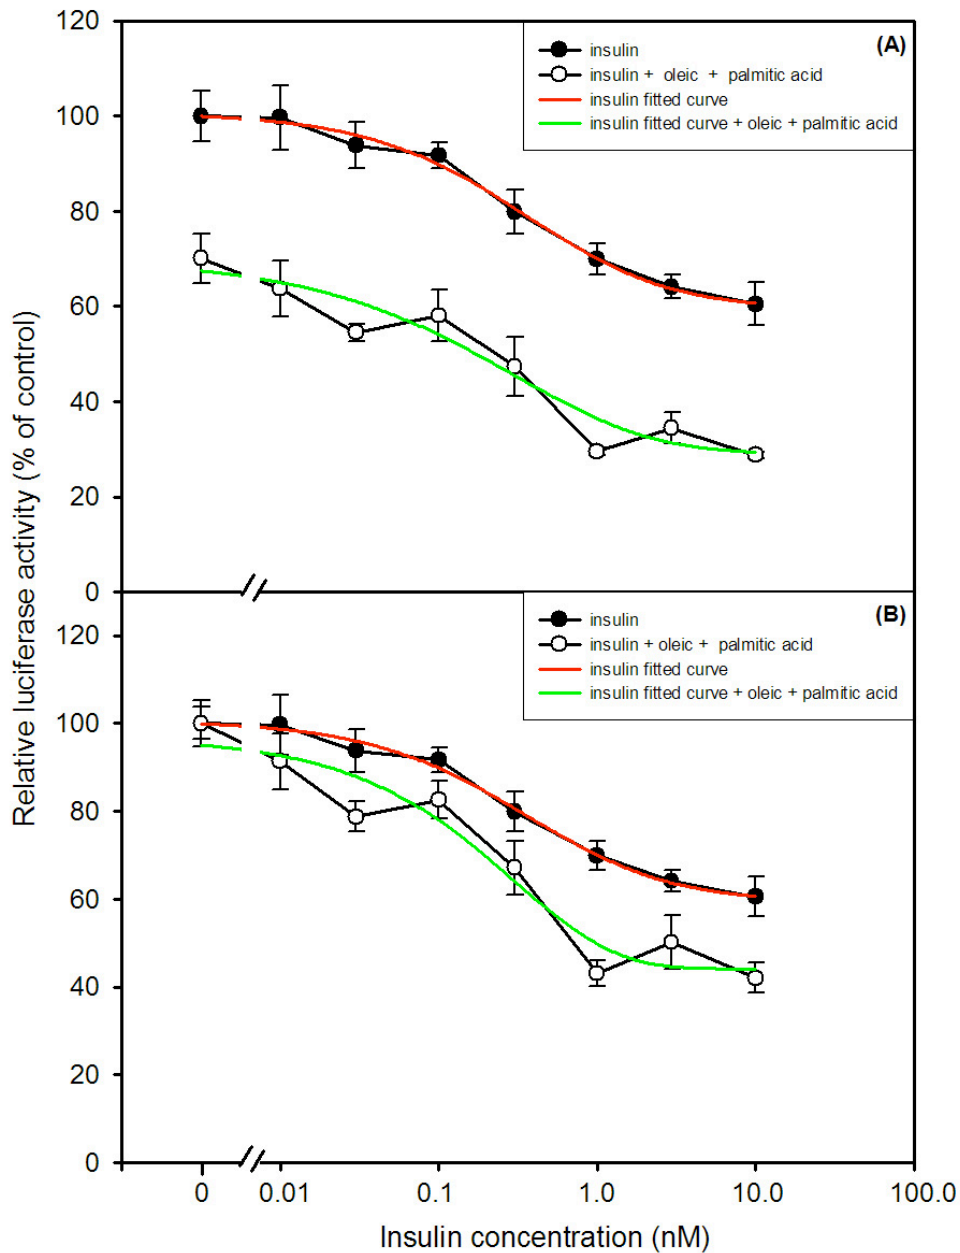 120
100
80
60
40
20
0
(A)
insulin
insulin + oleic + palmitic acid
insulin fitted curve
insulin fitted curve + oleic + palmitic acid
Relative luciferase activity (% of control)
120
100
80
60
40
20
0
(B)
insulin
insulin + oleic + palmitic acid
insulin fitted curve
insulin fitted curve + oleic + palmitic acid
0 0.01 0.1 1.0 10.0 100.0
Insulin concentration (nM)